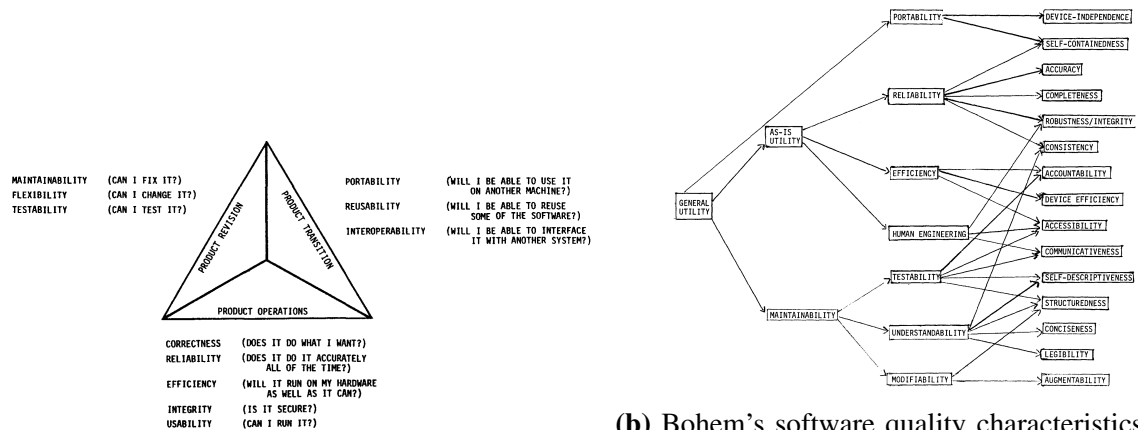 MAINTAINABILITY (CAN I FIX IT?)
FLEXIBILITY (CAN I CHANGE IT?)
TESTABILITY (CAN I TEST IT?)
PORTABILITY (WILL I BE ABLE TO USE IT
ON ANOTHER MACHINE?)
REUSABILITY (WILL I BE ABLE TO REUSE
SOME OF THE SOFTWARE?)
INTEROPERABILITY (WILL I BE ABLE TO INTERFACE
IT WITH ANOTHER SYSTEM?)
PRODUCT REVISION
PRODUCT TRANSITION
PRODUCT OPERATIONS
CORRECTNESS (DOES IT DO WHAT I WANT?)
RELIABILITY (DOES IT DO IT ACCURATELY
ALL OF THE TIME?)
EFFICIENCY (WILL IT RUN ON MY HARDWARE
AS WELL AS IT CAN?)
INTEGRITY (IS IT SECURE?)
USABILITY (CAN I RUN IT?)
GENERAL
UTILITY
AS-IS
UTILITY
MAINTAINABILITY
PORTABILITY
RELIABILITY
EFFICIENCY
HUMAN ENGINEERING
TESTABILITY
UNDERSTANDABILITY
MODIFIABILITY
DEVICE-INDEPENDENCE
SELF-CONTAINEDNESS
ACCURACY
COMPLETENESS
ROBUSTNESS/INTEGRITY
CONSISTENCY
ACCOUNTABILITY
DEVICE EFFICIENCY
ACCESSIBILITY
COMMUNICATIVENESS
SELF-DESCRIPTIVENESS
STRUCTUREDNESS
CONCISENESS
LEGIBILITY
AUGMENTABILITY
(b) Bohem's software quality characteristics